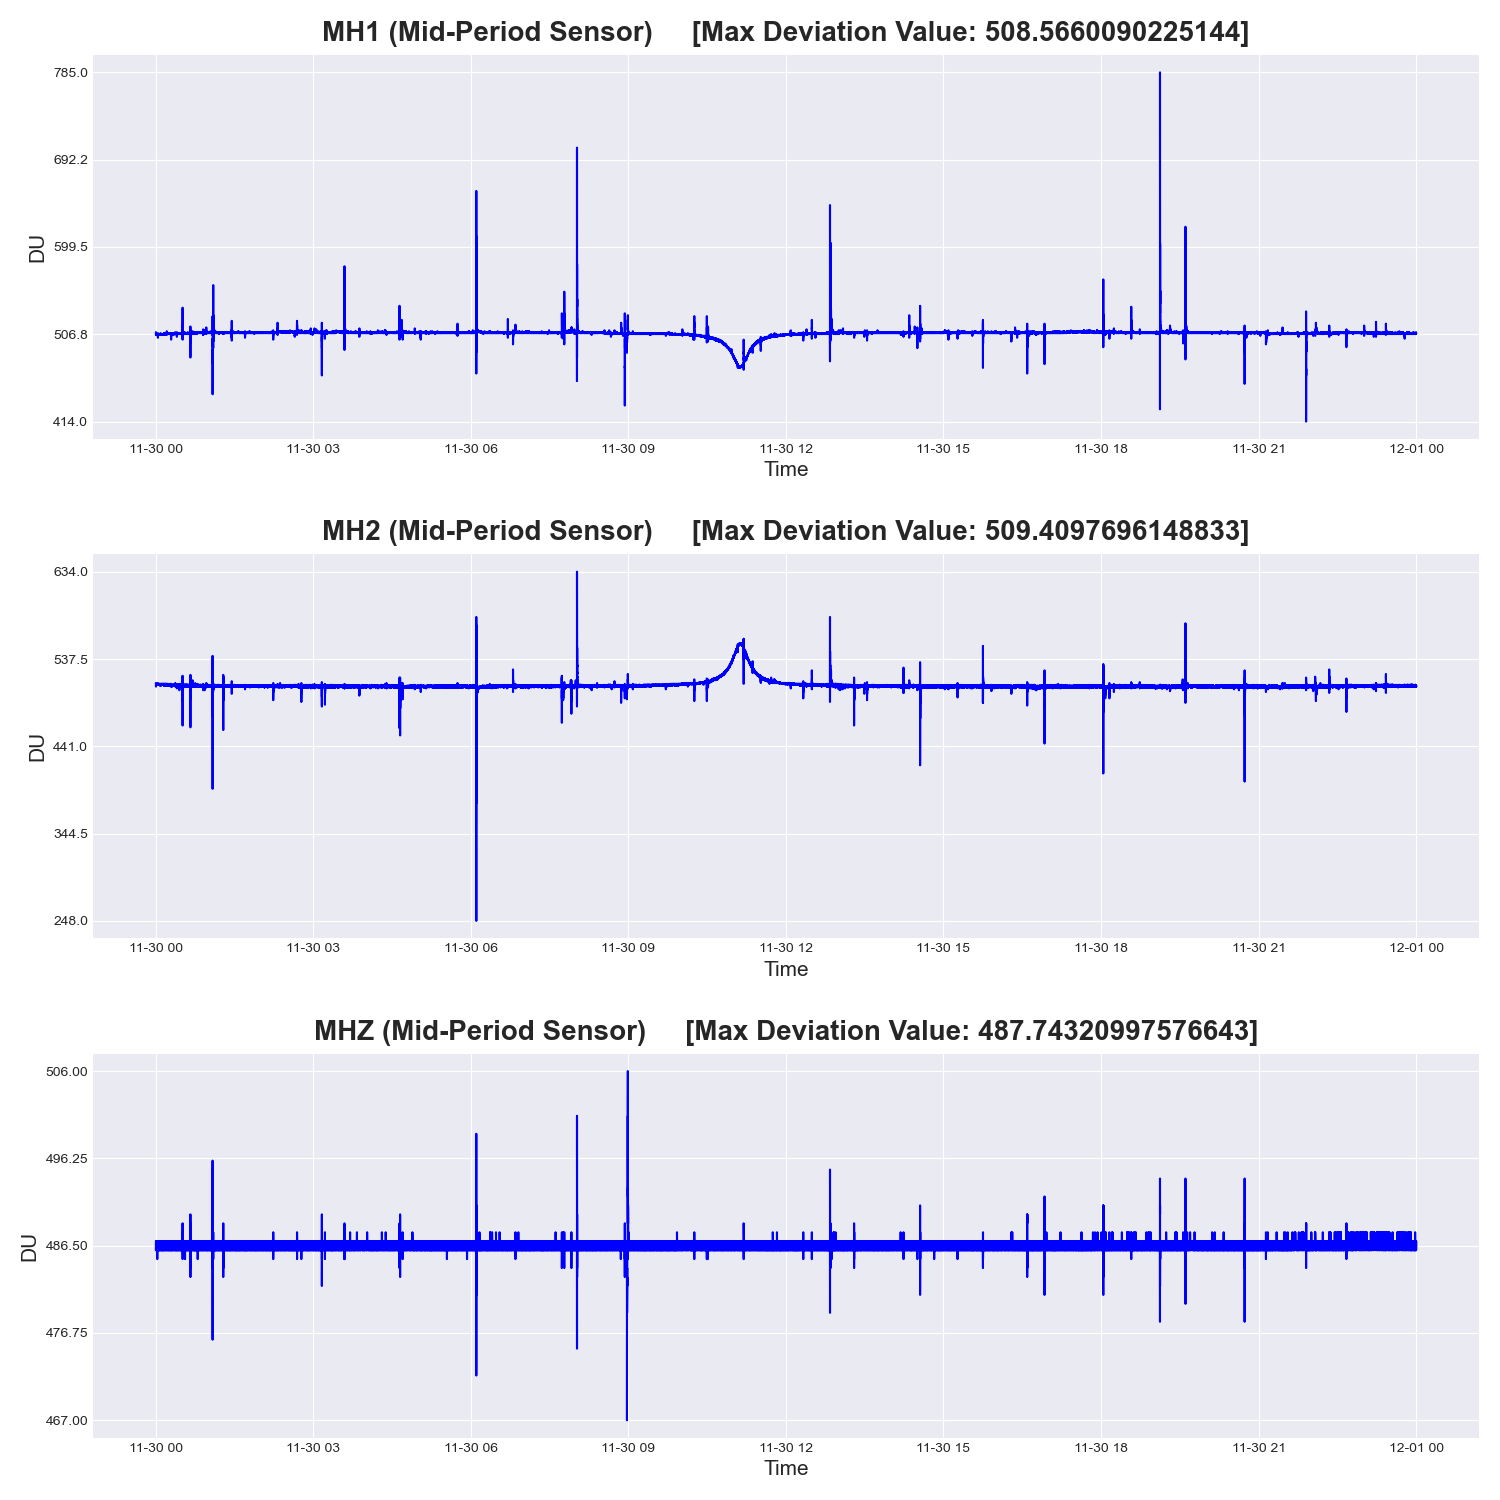 MH1 (Mid-Period Sensor) [Max Deviation Value: 508.5660090225144]
785.0
692.2
599.5
506.8
414.0
DU
11-30 00 11-30 03 11-30 06 11-30 09 11-30 12 11-30 15 11-30 18 11-30 21 12-01 00
Time
MH2 (Mid-Period Sensor) [Max Deviation Value: 509.4097696148833]
634.0
537.5
441.0
344.5
248.0
DU
11-30 00 11-30 03 11-30 06 11-30 09 11-30 12 11-30 15 11-30 18 11-30 21 12-01 00
Time
MHZ (Mid-Period Sensor) [Max Deviation Value: 487.74320997576643]
506.00
496.25
486.50
476.75
467.00
DU
11-30 00 11-30 03 11-30 06 11-30 09 11-30 12 11-30 15 11-30 18 11-30 21 12-01 00
Time